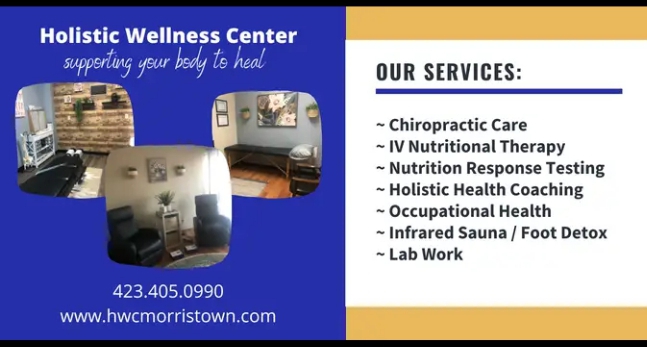 Holistic Wellness Center
supporting your body to heal
423.405.0990
www.hwcmorristown.com
OUR SERVICES:
~ Chiropractic Care
~ IV Nutritional Therapy
~ Nutrition Response Testing
~ Holistic Health Coaching
~ Occupational Health
~ Infrared Sauna / Foot Detox
~ Lab Work